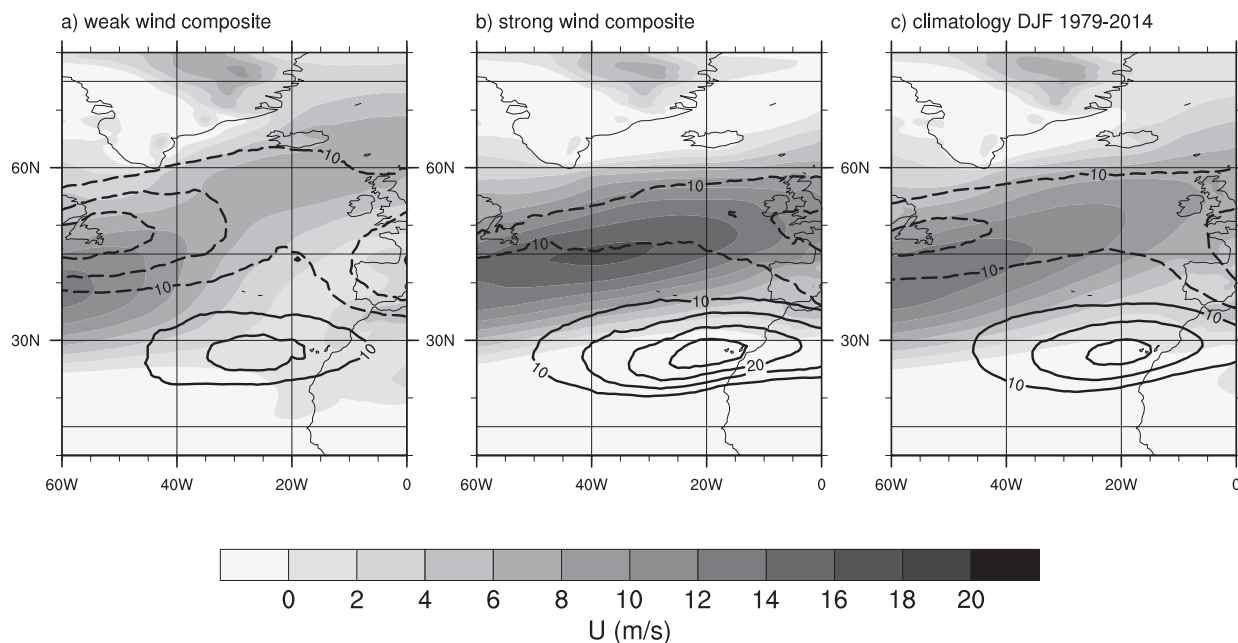 a) weak wind composite
b) strong wind composite
c) climatology DJF 1979-2014
60N
30N
60W 40W 20W 0
10
10
10
60N
30N
60W 40W 20W 0
10
10
10
10
20
60N
30N
60W 40W 20W 0
10
10
10
0 2 4 6 8 10 12 14 16 18 20
U (m/s)